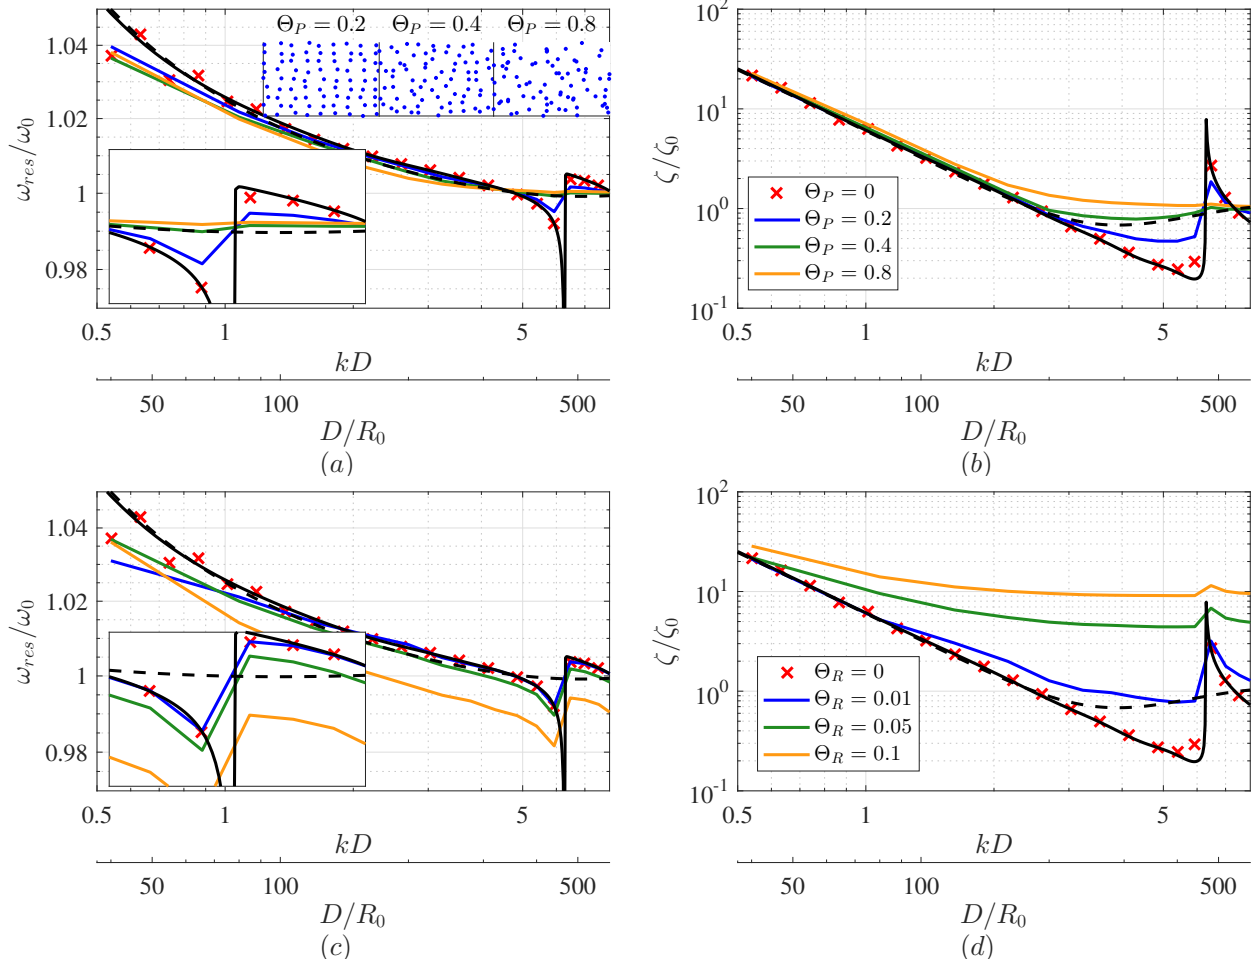 Θ_P = 0.2 Θ_P = 0.4 Θ_P = 0.8
1.04
1.02
1
0.98
ω_res/ω_0
0.5 1 5
kD
50 100 500
D/R_0
(a)
10^2
10^1
10^0
10^-1
ζ/ζ_0
Θ_P = 0
Θ_P = 0.2
Θ_P = 0.4
Θ_P = 0.8
0.5 1 5
kD
50 100 500
D/R_0
(b)
1.04
1.02
1
0.98
ω_res/ω_0
0.5 1 5
kD
50 100 500
D/R_0
(c)
10^2
10^1
10^0
10^-1
ζ/ζ_0
Θ_R = 0
Θ_R = 0.01
Θ_R = 0.05
Θ_R = 0.1
0.5 1 5
kD
50 100 500
D/R_0
(d)